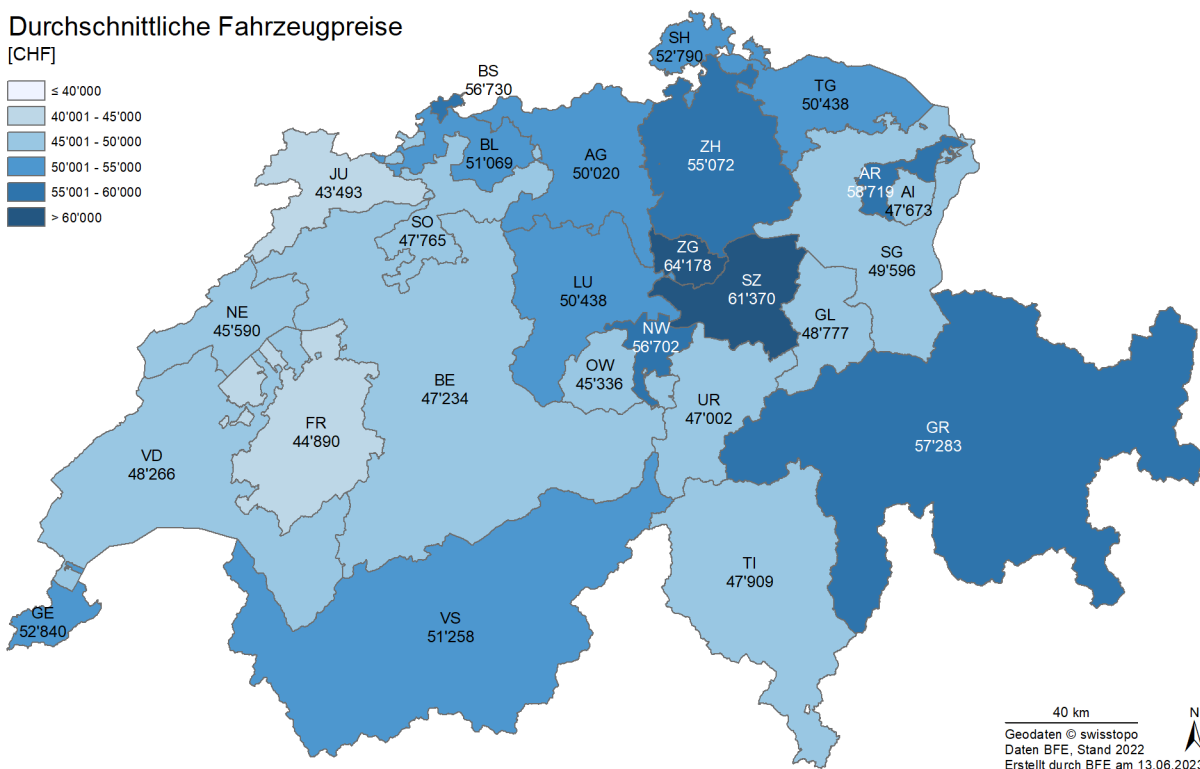 Durchschnittliche Fahrzeugpreise
[CHF]
≤ 40'000
40'001 - 45'000
45'001 - 50'000
50'001 - 55'000
55'001 - 60'000
> 60'000
SH
52'790
BS
56'730
TG
50'438
BL
51'069
AG
50'020
ZH
55'072
JU
43'493
AR
58'719
AI
47'673
SO
47'765
ZG
64'178
SG
49'596
SZ
61'370
LU
50'438
NE
45'590
GL
48'777
NW
56'702
OW
45'336
BE
47'234
UR
47'002
FR
44'890
GR
57'283
VD
48'266
TI
47'909
GE
52'840
VS
51'258
40 km
N
Geodaten © swisstopo
Daten BFE, Stand 2022
Erstellt durch BFE am 13.06.2023